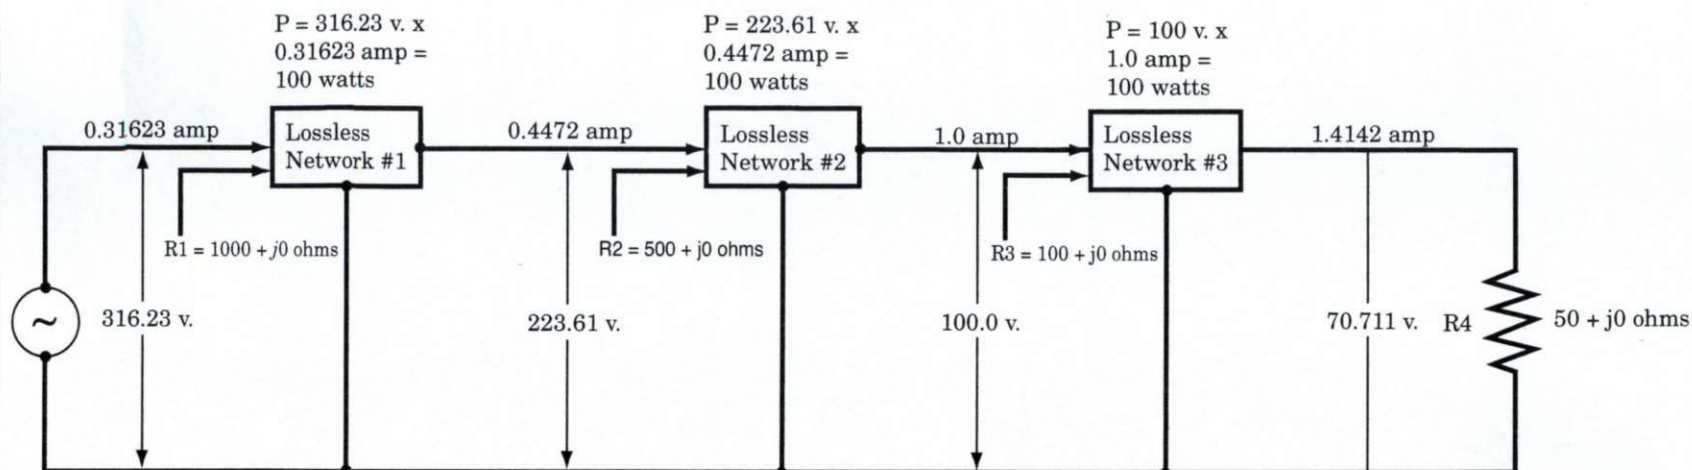 P = 316.23 v. x
0.31623 amp =
100 watts
P = 223.61 v. x
0.4472 amp =
100 watts
P = 100 v. x
1.0 amp =
100 watts
0.31623 amp
Lossless
Network #1
0.4472 amp
Lossless
Network #2
1.0 amp
Lossless
Network #3
1.4142 amp
R1 = 1000 + j0 ohms
R2 = 500 + j0 ohms
R3 = 100 + j0 ohms
~
316.23 v.
223.61 v.
100.0 v.
70.711 v.
R4
50 + j0 ohms